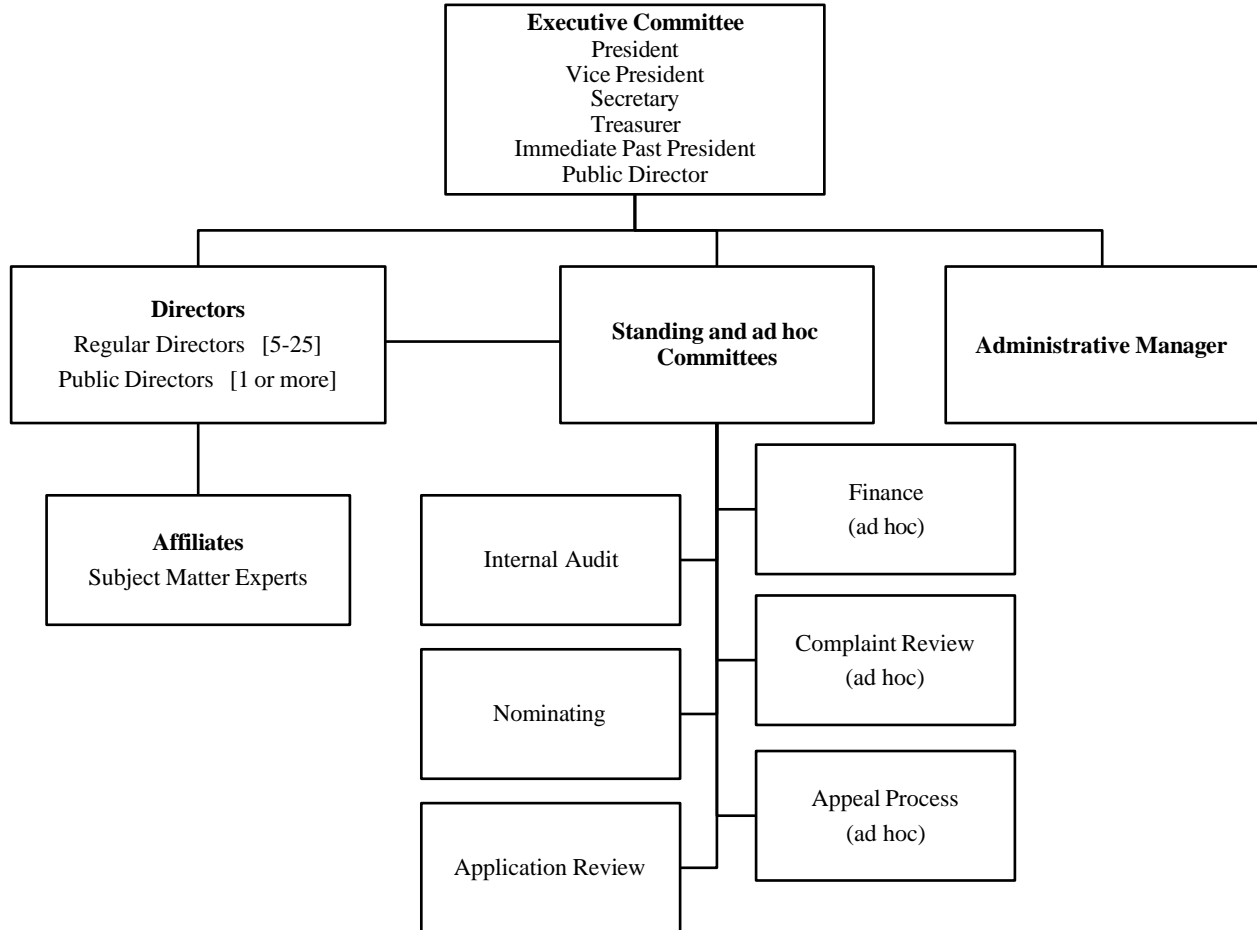 Executive Committee
President
Vice President
Secretary
Treasurer
Immediate Past President
Public Director
Directors
Regular Directors [5-25]
Public Directors [1 or more]
Standing and ad hoc
Committees
Administrative Manager
Affiliates
Subject Matter Experts
Internal Audit
Nominating
Application Review
Finance
(ad hoc)
Complaint Review
(ad hoc)
Appeal Process
(ad hoc)